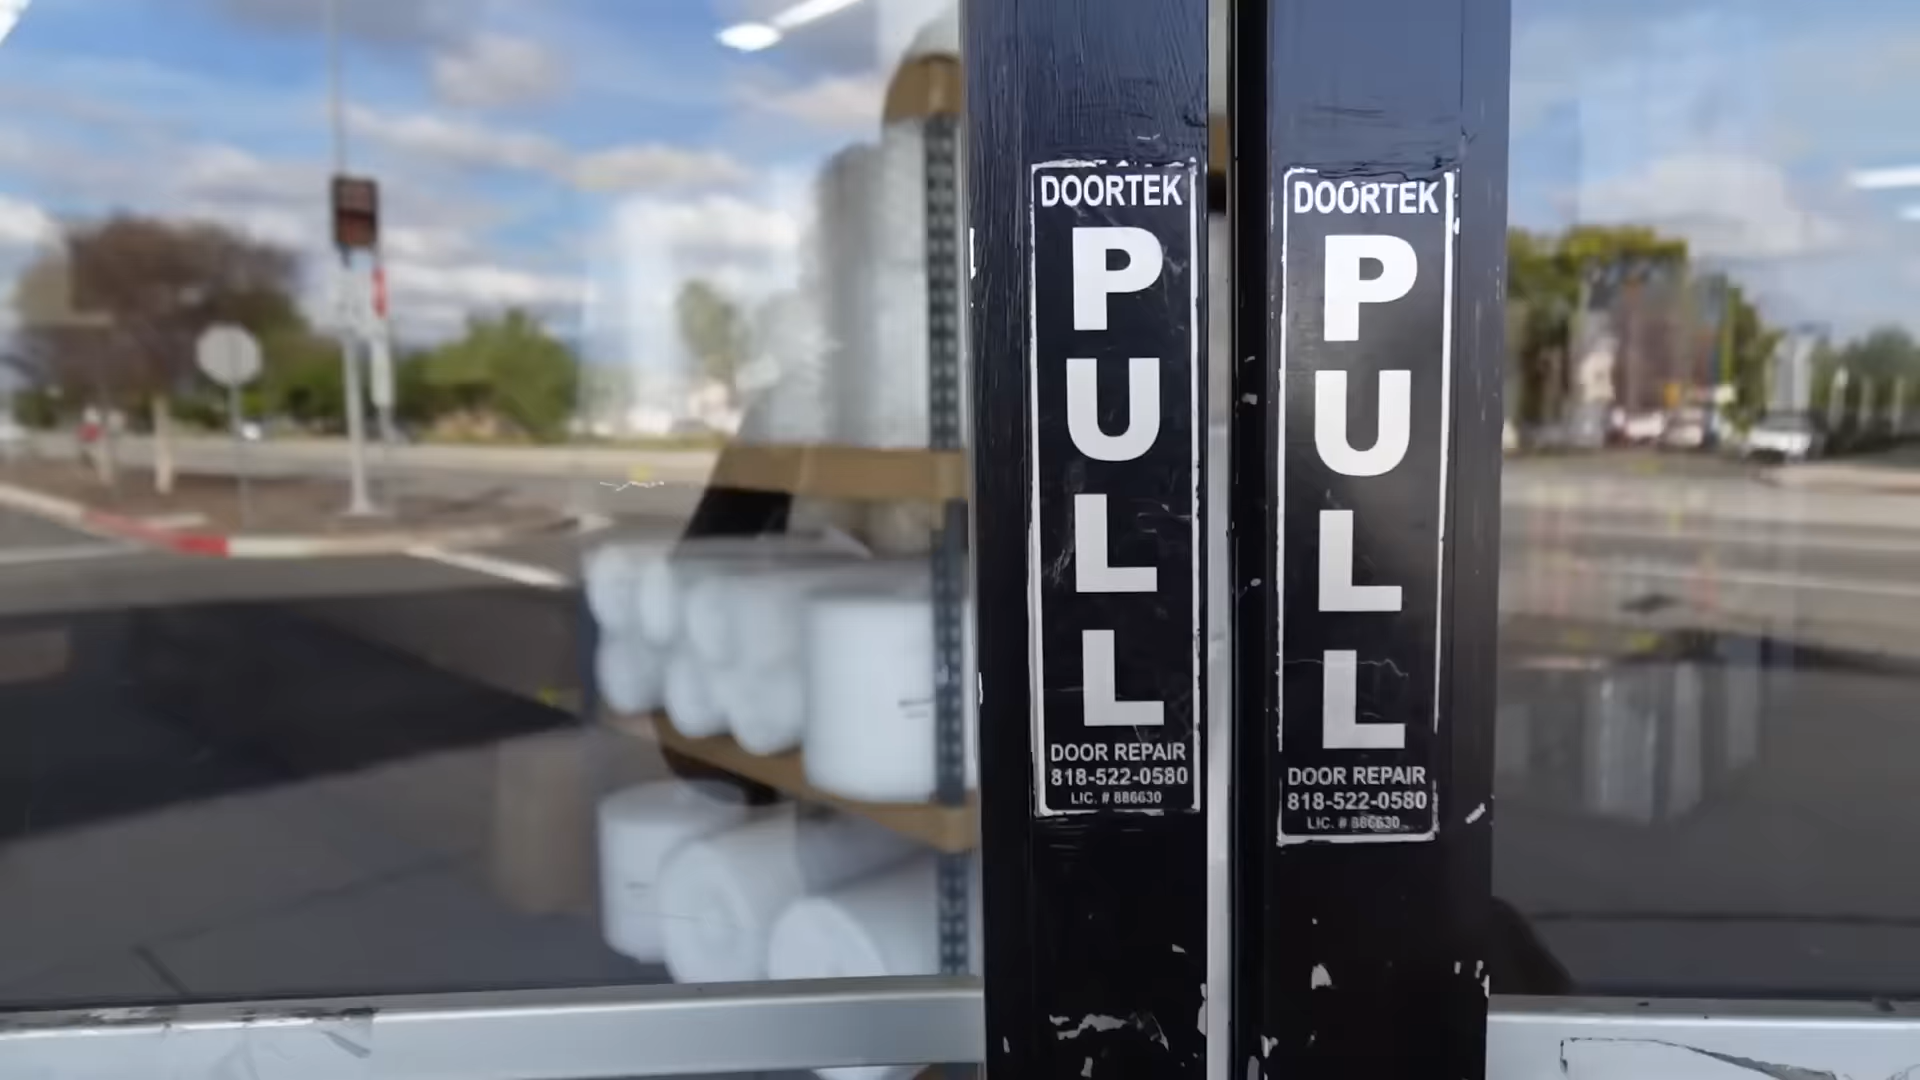 DOORTEK
PULL
DOOR REPAIR
818-522-0580
LIC. # 886630
DOORTEK
PULL
DOOR REPAIR
818-522-0580
LIC. # 886630